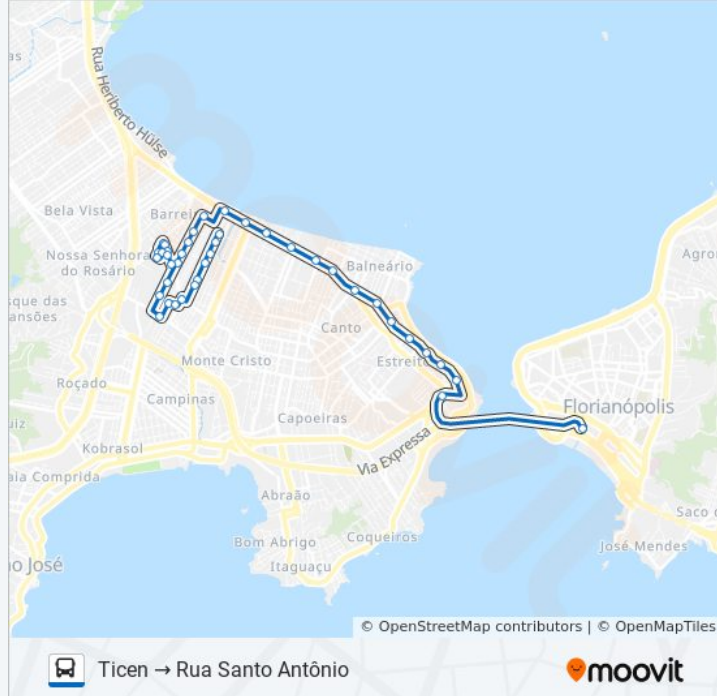 Rua Heriberto Hülse
as
Bela Vista
Barrei
Nossa Senhora
do Rosário
sque das
ansões
Balneário
Agron
Canto
Monte Cristo
Estreito
Roçado
Campinas
Florianópolis
uiz
Capoeiras
Kobrasol
Via Expressa
aia Comprida
Abraão
Saco d
Bom Abrigo
Coqueiros
José Mendes
o José
Itaguaçu
© OpenStreetMap contributors | © OpenMapTiles
Ticen → Rua Santo Antônio
moovit